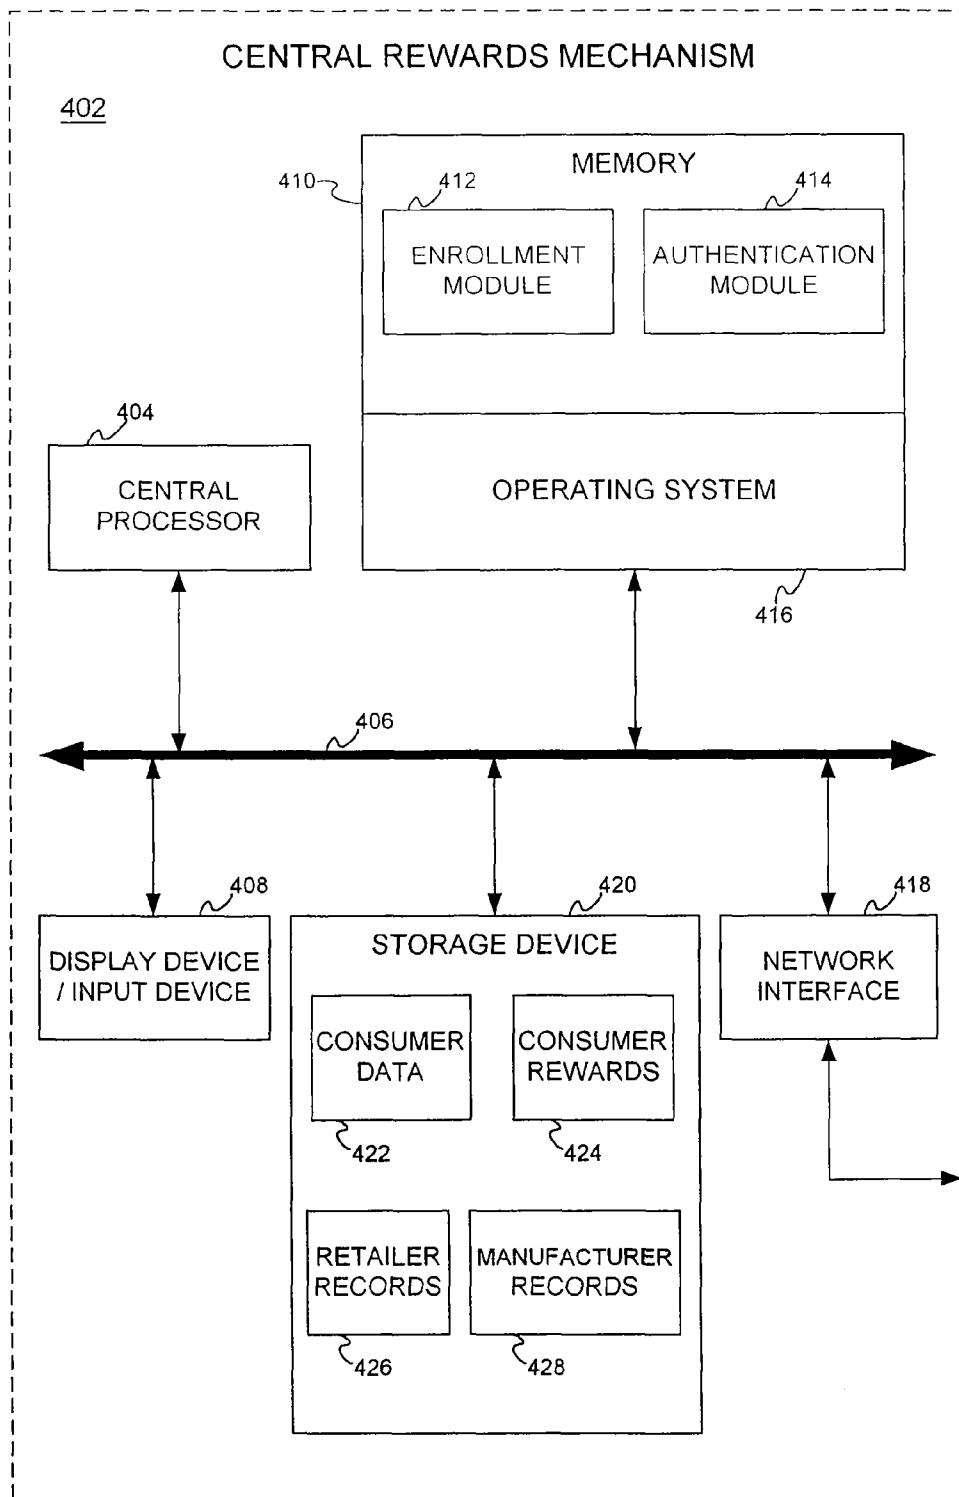 CENTRAL REWARDS MECHANISM
402
MEMORY
410
412
414
ENROLLMENT
MODULE
AUTHENTICATION
MODULE
404
CENTRAL
PROCESSOR
OPERATING SYSTEM
416
406
408
420
418
DISPLAY DEVICE
/ INPUT DEVICE
STORAGE DEVICE
NETWORK
INTERFACE
CONSUMER
DATA
CONSUMER
REWARDS
422
424
RETAILER
RECORDS
MANUFACTURER
RECORDS
426
428